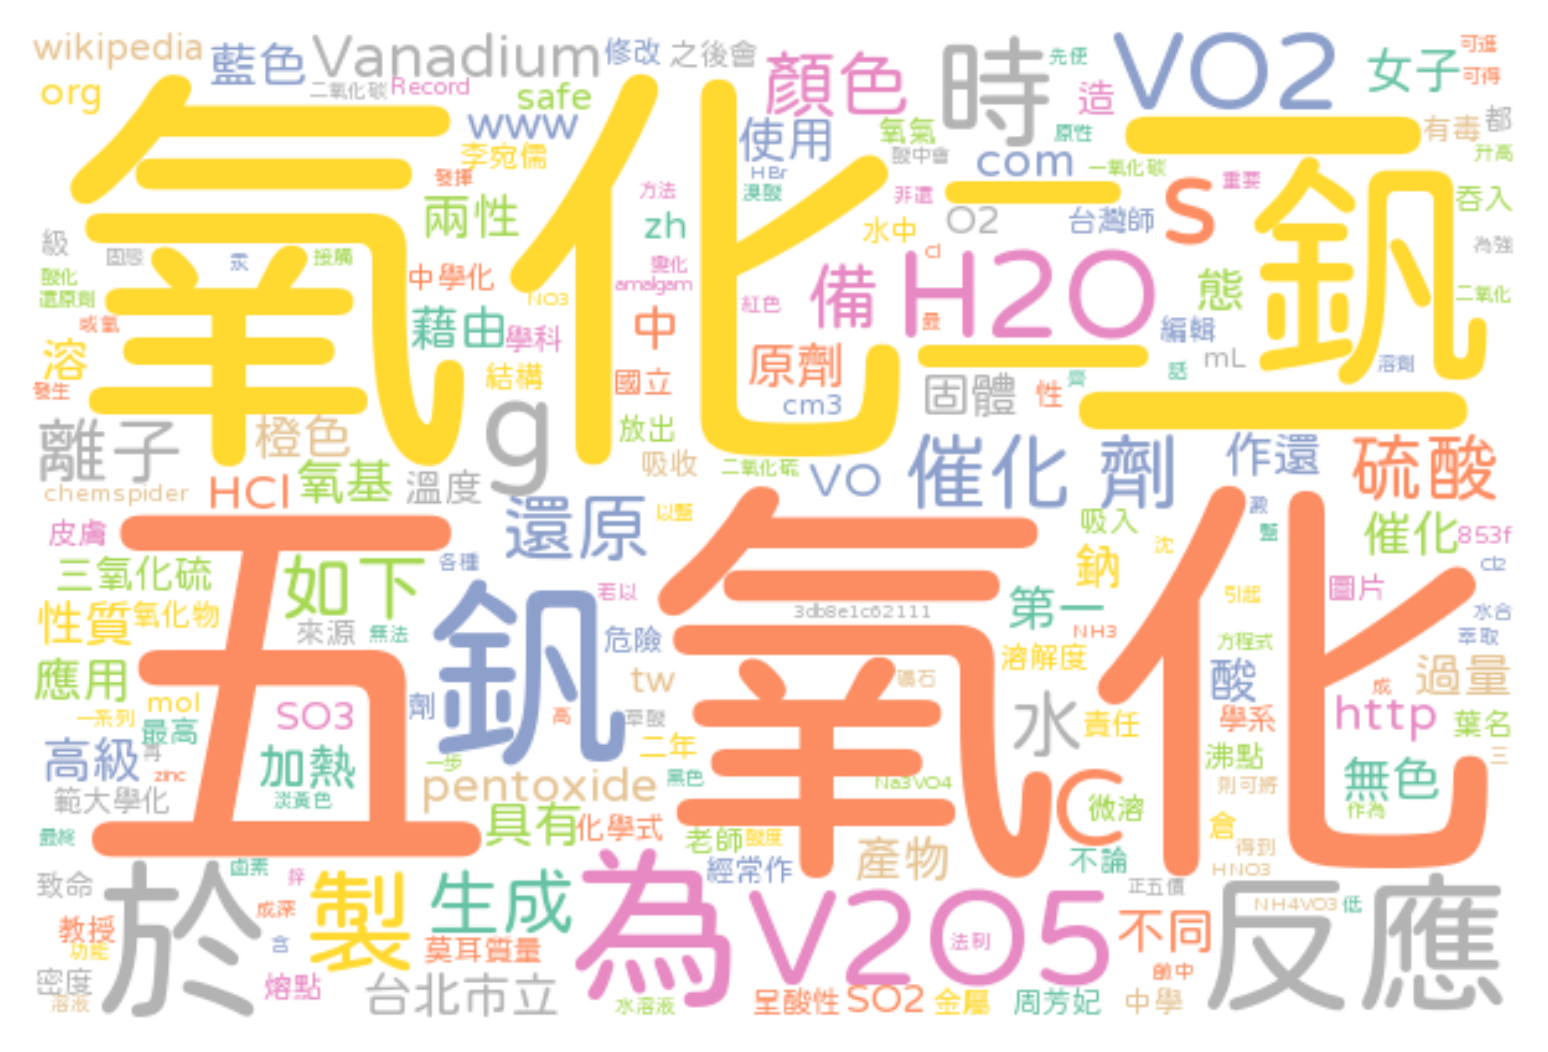 wikipedia
藍色
Vanadium
修改
之後會
顏色
時
先使
VO2
女子
可進
可得
org
二氧化碳
Record
safe
造
www
使用
氧氣
原性
有毒
都
李宛儒
酸中會
com
一氧化碳
升高
發揮
HBr
氧化
二
釩
方法
溴酸
非還
S
重要
吞入
兩性
zh
水中
O2
台灣師
級
固態
汞
接觸
變化
為強
酸化
中學化
amalgam
備
cl
H2O
態
還原劑
NO3
紅色
二氧化
或氫
藉由
學科
中
最
編輯
溶
原劑
mL
溶劑
結構
國立
話
發生
cm3
固體
性
齊
g
離子
橙色
放出
催化
劑
作還
硫酸
氧基
吸收
二氧化硫
VO
HCl
溫度
chemspider
還原
以鹽
澱
皮膚
吸入
鹽
催化
853f
五
氧化
三氧化硫
如下
各種
鈉
沈
cl2
釩
若以
第一
引起
圖片
性質
氧化物
3db8e1c62111
水合
來源
無法
危險
NH3
方程式
萃取
溶解度
應用
tw
礦石
酸
過量
mol
劑
成
一系列
SO3
高
草酸
水
責任
學系
http
葉名
最高
高級
再
加熱
二年
沸點
三
zinc
一步
黑色
無色
pentoxide
Na3VO4
C
則可將
範大學化
淡黃色
微溶
作為
最終
具有
化學式
老師
酸度
倉
產物
得到
不論
鹵素
經常作
HNO3
致命
鋅
於
製
生成
為
V2O5
正五價
反應
NH4VO3
低
教授
成深
不同
功能
含
莫耳質量
法利
密度
熔點
台北市立
溶液
水溶液
呈酸性
SO2
金屬
周芳妃
中學